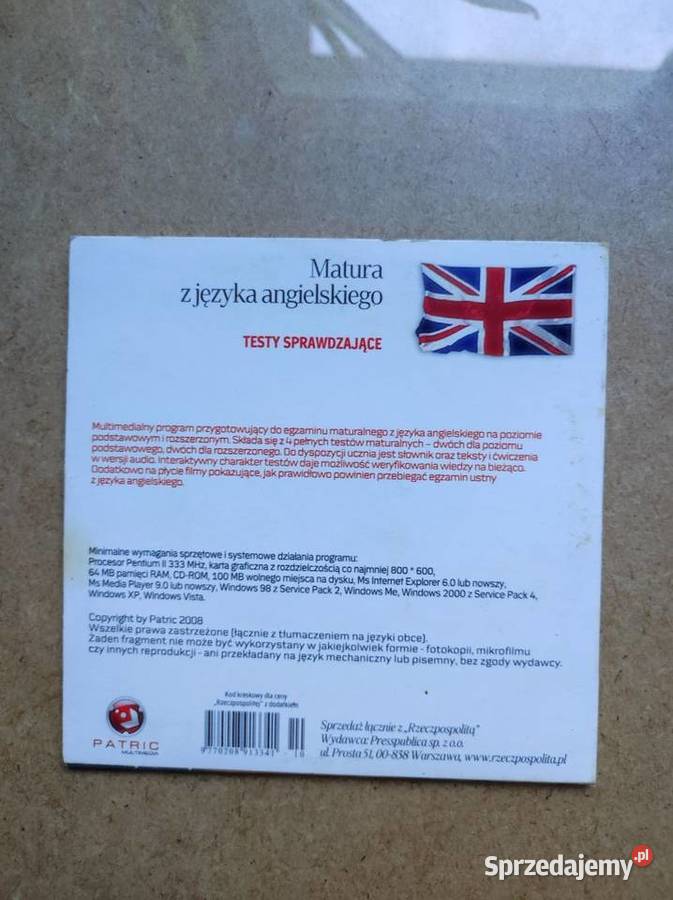 Matura
z języka angielskiego
TESTY SPRAWDZAJĄCE
Multimedialny program przygotowujący do egzaminu maturalnego z języka angielskiego na poziomie
podstawowym i rozszerzonym. Składa się z 4 pełnych testów maturalnych – dwóch dla poziomu
podstawowego, dwóch dla rozszerzonego. Do dyspozycji ucznia jest słownik oraz teksty i ćwiczenia
w wersji audio. Interaktywny charakter testów daje możliwość weryfikowania wiedzy na bieżąco.
Dodatkowo na płycie filmy pokazujące, jak prawidłowo powinien przebiegać egzamin ustny
z języka angielskiego.
Minimalne wymagania sprzętowe i systemowe działania programu:
Procesor Pentium II 333 MHz, karta graficzna z rozdzielczością co najmniej 800 * 600,
64 MB pamięci RAM, CD-ROM, 100 MB wolnego miejsca na dysku, Ms Internet Explorer 6.0 lub nowszy,
Ms Media Player 9.0 lub nowszy, Windows 98 z Service Pack 2, Windows Me, Windows 2000 z Service Pack 4,
Windows XP, Windows Vista.
Copyright by Patric 2008
Wszelkie prawa zastrzeżone (łącznie z tłumaczeniem na języki obce).
Żaden fragment nie może być wykorzystany w jakiejkolwiek formie - fotokopii, mikrofilmu
czy innych reprodukcji - ani przekładany na język mechaniczny lub pisemny, bez zgody wydawcy.
PATRIC
MULTIMEDIA
Kod kreskowy dla ceny
„Rzeczpospolitej” z dodatkiem
9 770208 913341 10
Sprzedaż łącznie z „Rzeczpospolitą”
Wydawca: Presspublica sp. z o.o.
ul. Prosta 51, 00-838 Warszawa, www.rzeczpospolita.pl
Sprzedajemy.pl